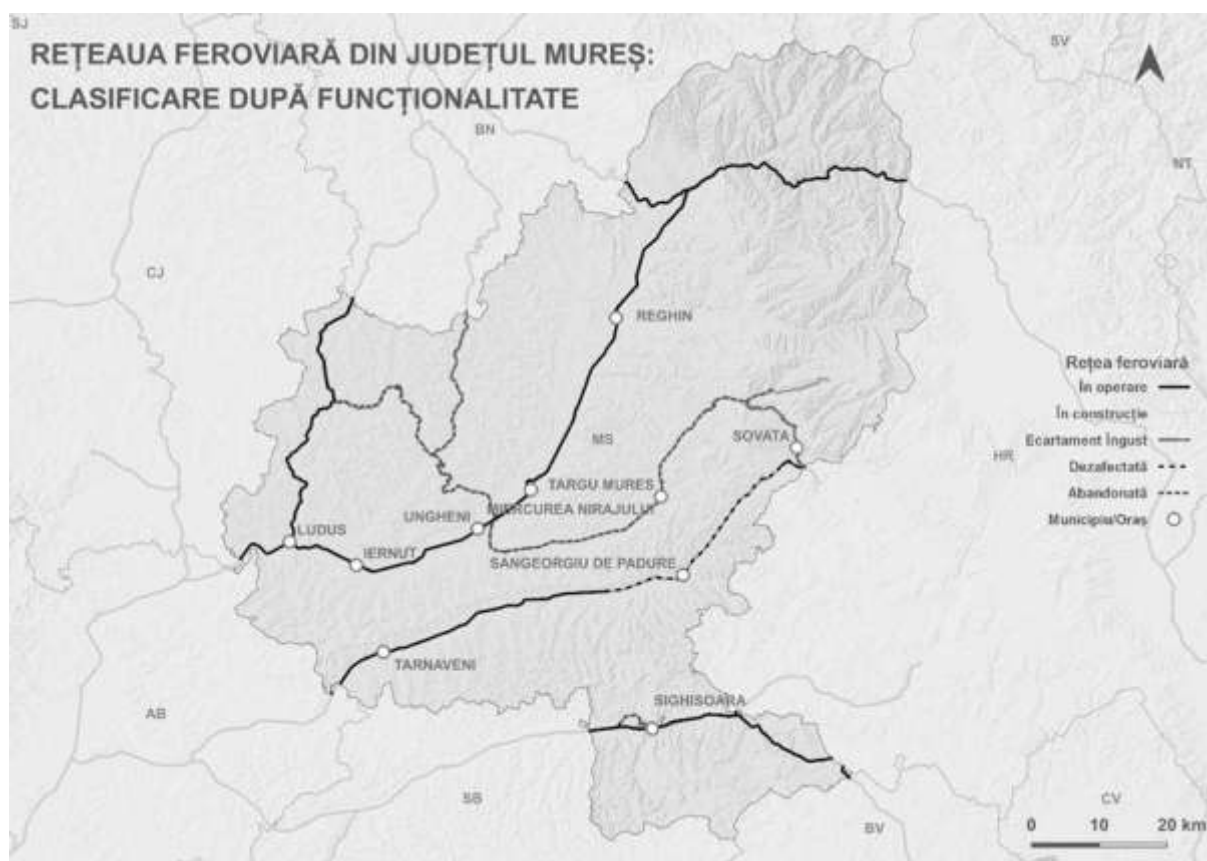 SJ
REȚEAUA FEROVIARĂ DIN JUDEȚUL MUREȘ:
CLASIFICARE DUPĂ FUNCȚIONALITATE
SV
BN
NT
CJ
REGHIN
Rețea feroviară
În operare
În construcție
Ecartament Îngust
Dezafectată
Abandonată
Municipiu/Oraș
MS
SOVATA
HR
TARGU MURES
MIERCUREA NIRAJULUI
UNGHENI
LUDUS
IERNUT
SANGEORGIU DE PADURE
TARNAVENI
SIGHISOARA
AB
SB
BV
CV
0 10 20 km